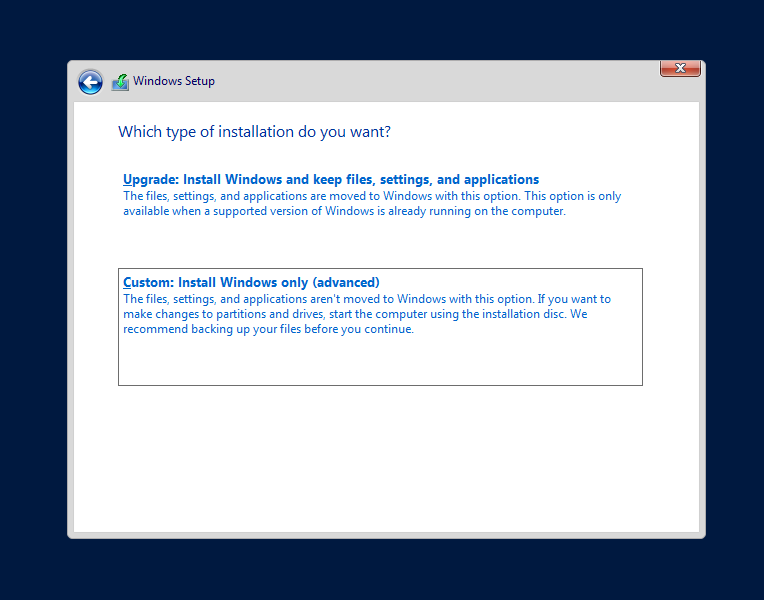 Windows Setup
Which type of installation do you want?
Upgrade: Install Windows and keep files, settings, and applications
The files, settings, and applications are moved to Windows with this option. This option is only
available when a supported version of Windows is already running on the computer.
Custom: Install Windows only (advanced)
The files, settings, and applications aren't moved to Windows with this option. If you want to
make changes to partitions and drives, start the computer using the installation disc. We
recommend backing up your files before you continue.